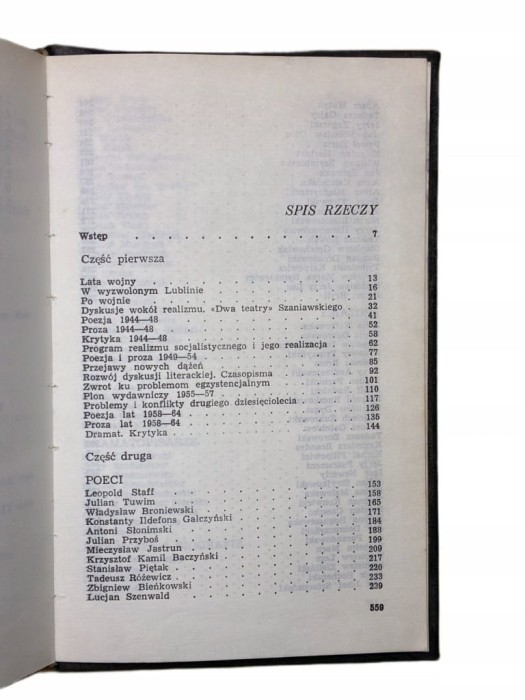 SPIS RZECZY
Wstęp . . . . . . . . . . . . . . 7
Część pierwsza
Lata wojny . . . . . . . . . . . . 13
W wyzwolonym Lublinie . . . . . . . . 16
Po wojnie . . . . . . . . . . . . 21
Dyskusje wokół realizmu. «Dwa teatry» Szaniawskiego . 32
Poezja 1944—48 . . . . . . . . . . 41
Proza 1944—48 . . . . . . . . . . 52
Krytyka 1944—48 . . . . . . . . . . 58
Program realizmu socjalistycznego i jego realizacja . . 62
Poezja i proza 1949—54 . . . . . . . . 77
Przejawy nowych dążeń . . . . . . . . 85
Rozwój dyskusji literackiej. Czasopisma . . . . 92
Zwrot ku problemom egzystencjalnym . . . . 101
Plon wydawniczy 1955—57 . . . . . . . 110
Problemy i konflikty drugiego dziesięciolecia . . . 117
Poezja lat 1958—64 . . . . . . . . . 126
Proza lat 1958—64 . . . . . . . . . 135
Dramat. Krytyka . . . . . . . . . . 144
Część druga
POECI
Leopold Staff . . . . . . . . . . . 153
Julian Tuwim . . . . . . . . . . . 158
Władysław Broniewski . . . . . . . . 165
Konstanty Ildefons Gałczyński . . . . . . 171
Antoni Słonimski . . . . . . . . . . 184
Julian Przyboś . . . . . . . . . . . 188
Mieczysław Jastrun . . . . . . . . . 199
Krzysztof Kamil Baczyński . . . . . . . 209
Stanisław Piętak . . . . . . . . . . 217
Tadeusz Różewicz . . . . . . . . . . 220
Zbigniew Bieńkowski . . . . . . . . . 233
Lucjan Szenwald . . . . . . . . . . 239
559